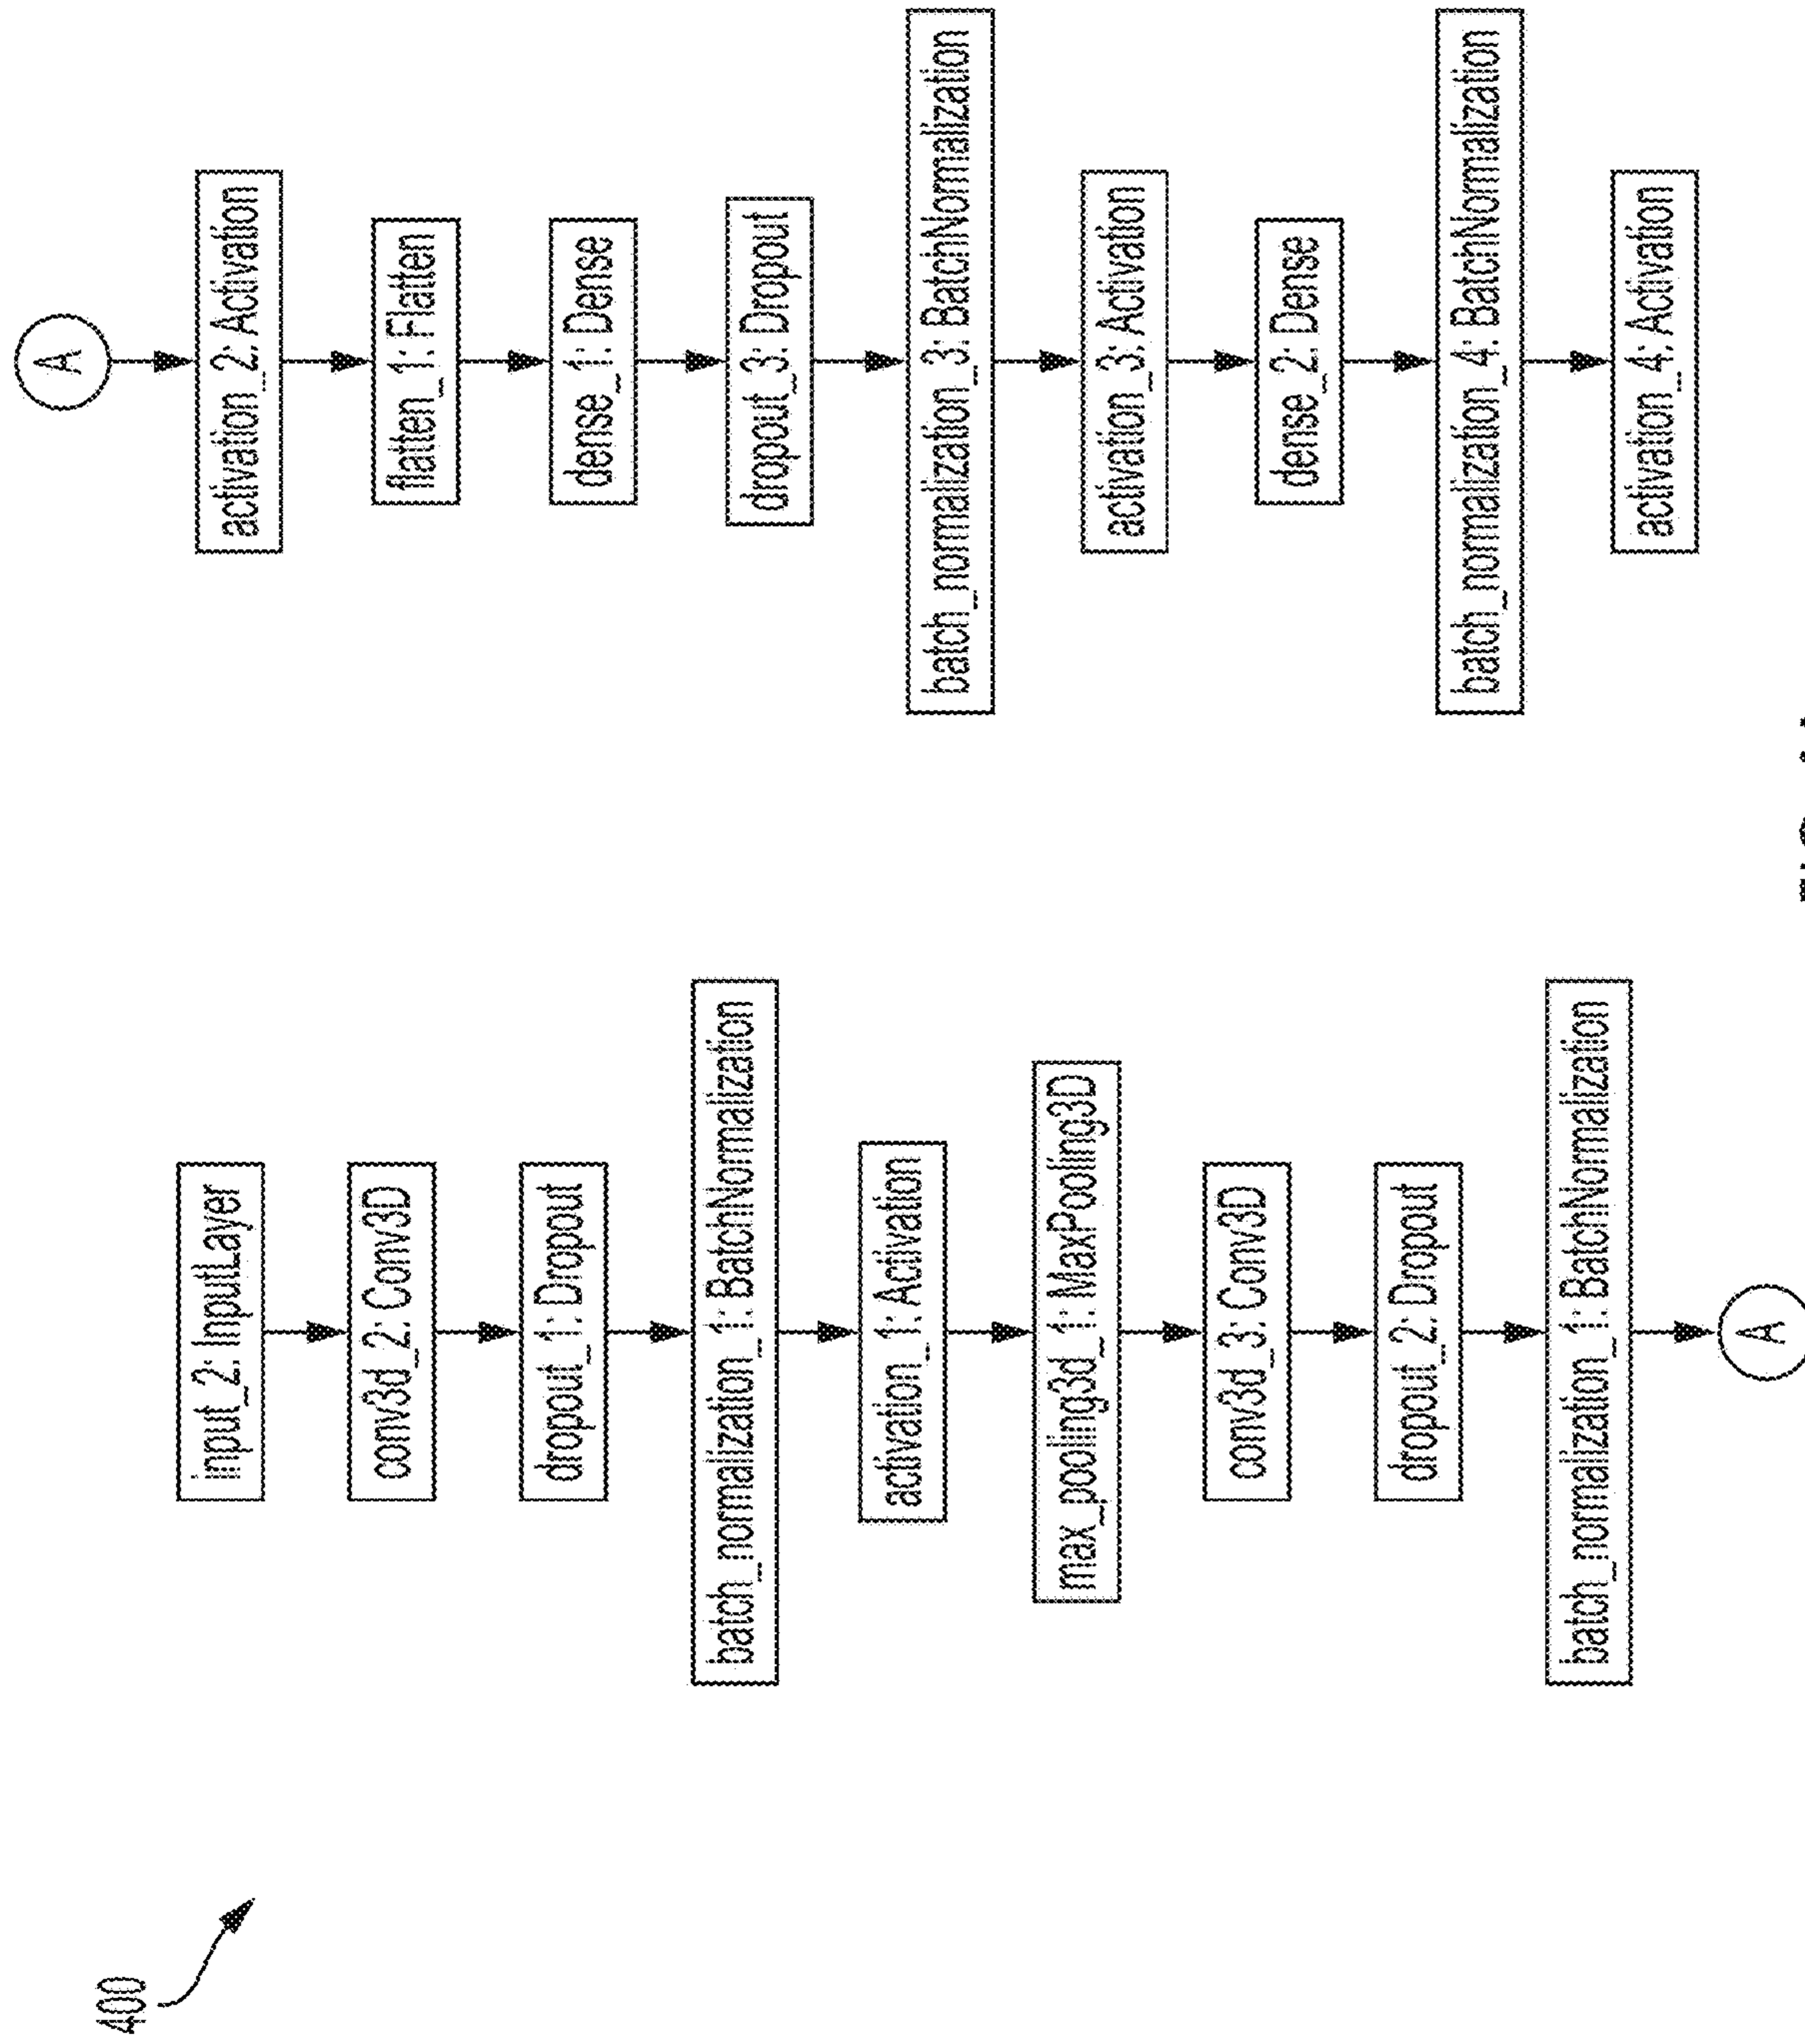 400
input_2: InputLayer
conv3d_2: Conv3D
dropout_1: Dropout
batch_normalization_1: BatchNormalization
activation_1: Activation
max_pooling3d_1: MaxPooling3D
conv3d_3: Conv3D
dropout_2: Dropout
batch_normalization_1: BatchNormalization
A
A
activation_2: Activation
flatten_1: Flatten
dense_1: Dense
dropout_3: Dropout
batch_normalization_3: BatchNormalization
activation_3: Activation
dense_2: Dense
batch_normalization_4: BatchNormalization
activation_4: Activation